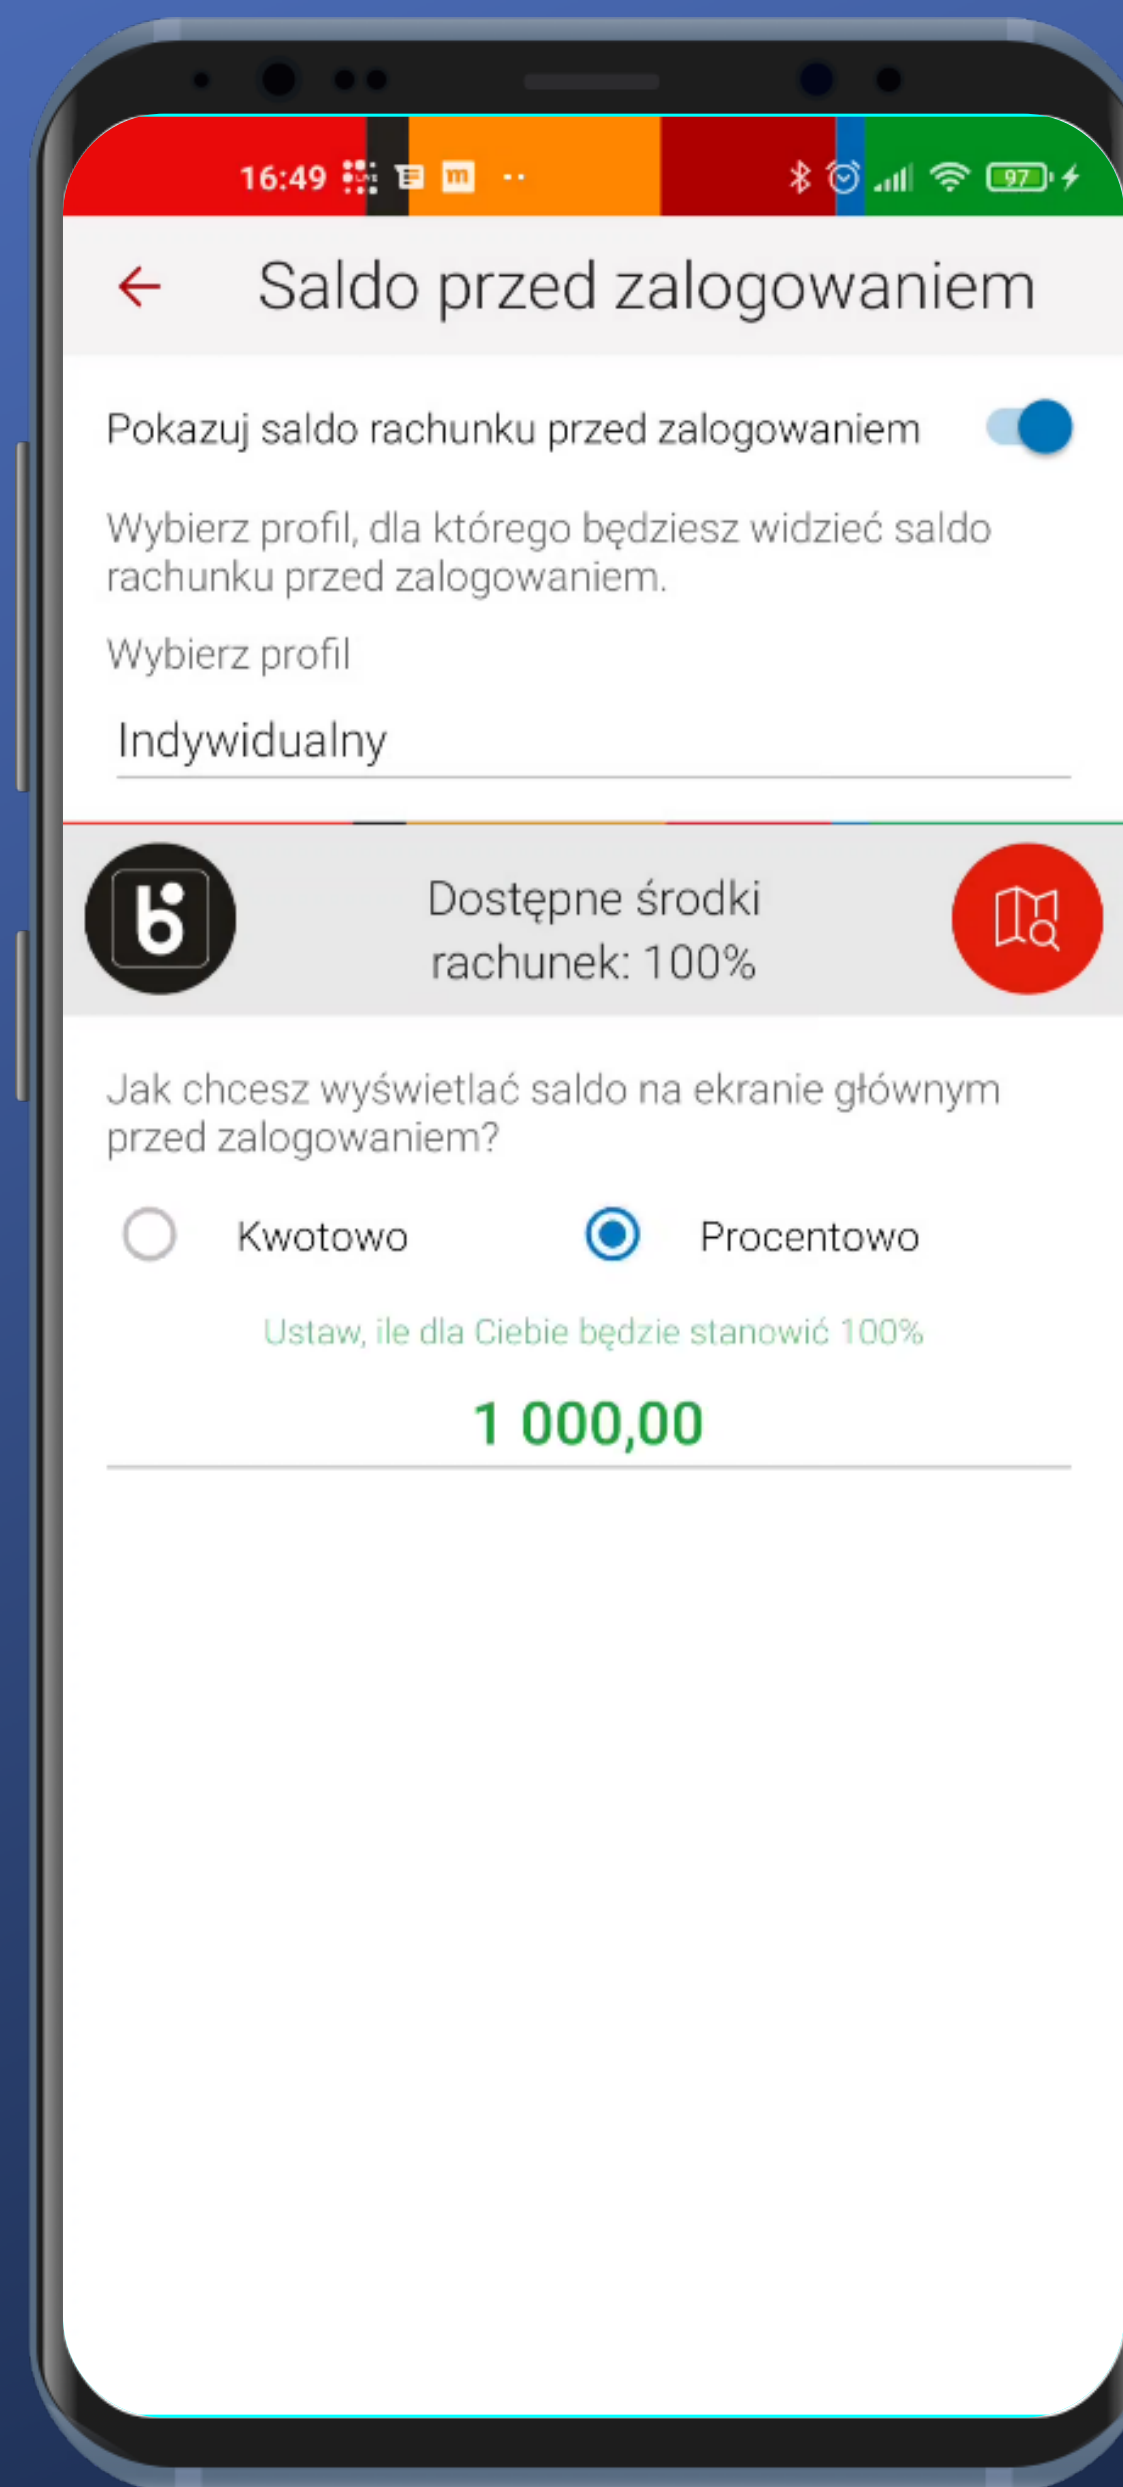 16:49
97
Saldo przed zalogowaniem
Pokazuj saldo rachunku przed zalogowaniem
Wybierz profil, dla którego będziesz widzieć saldo
rachunku przed zalogowaniem.
Wybierz profil
Indywidualny
Dostępne środki
rachunek: 100%
Jak chcesz wyświetlać saldo na ekranie głównym
przed zalogowaniem?
Kwotowo Procentowo
Ustaw, ile dla Ciebie będzie stanowić 100%
1 000,00